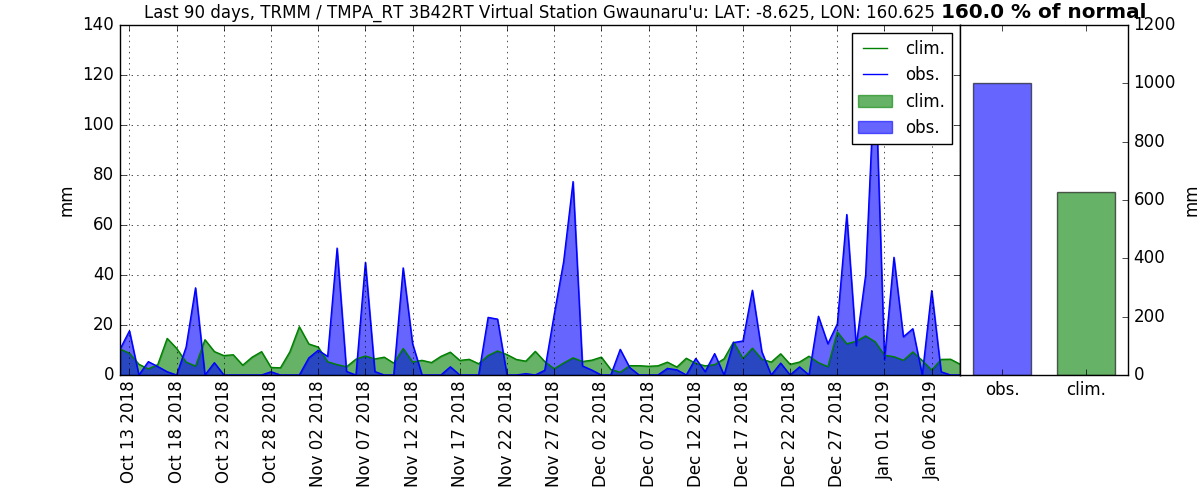 Last 90 days, TRMM / TMPA_RT 3B42RT Virtual Station Gwaunaru'u: LAT: -8.625, LON: 160.625 160.0 % of normal
140
120
100
80
60
40
20
0
mm
clim.
obs.
clim.
obs.
Oct 13 2018
Oct 18 2018
Oct 23 2018
Oct 28 2018
Nov 02 2018
Nov 07 2018
Nov 12 2018
Nov 17 2018
Nov 22 2018
Nov 27 2018
Dec 02 2018
Dec 07 2018
Dec 12 2018
Dec 17 2018
Dec 22 2018
Dec 27 2018
Jan 01 2019
Jan 06 2019
1200
1000
800
600
400
200
0
mm
obs.
clim.